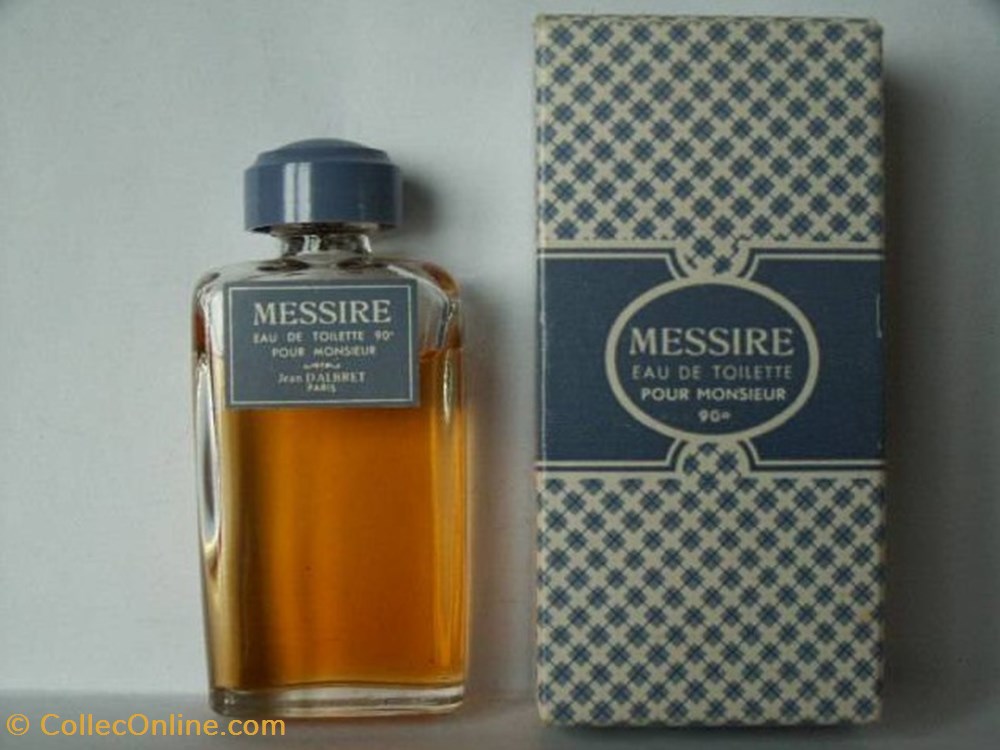 MESSIRE
EAU DE TOILETTE 90°
POUR MONSIEUR
Jean D'ALBRET
PARIS
MESSIRE
EAU DE TOILETTE
POUR MONSIEUR
90°
© CollecOnline.com